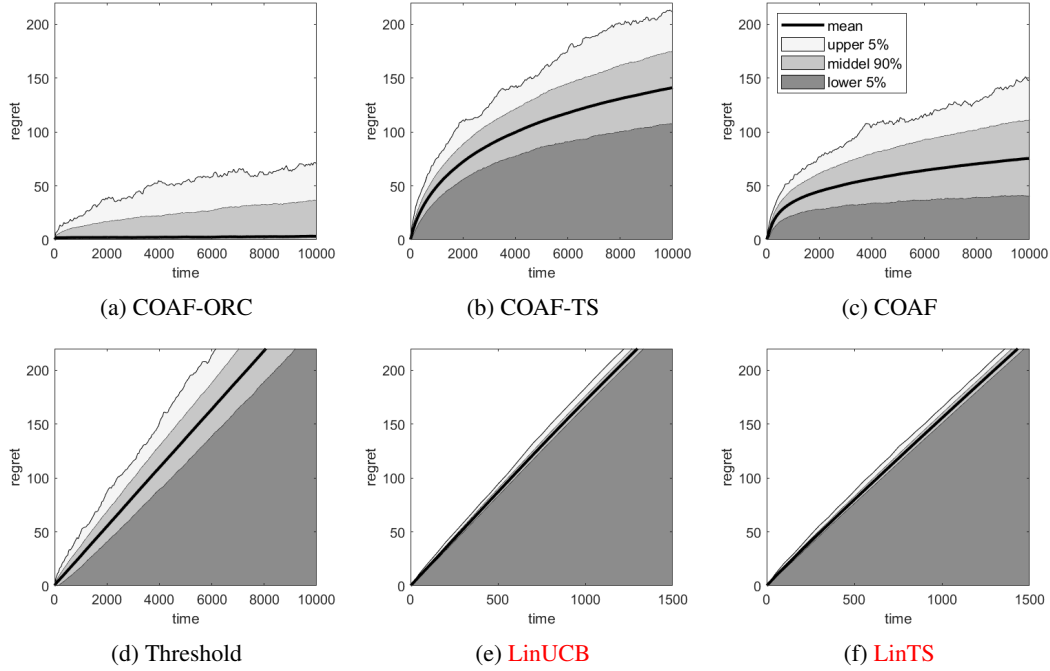 200
150
100
50
0
regret
0 2000 4000 6000 8000 10000
time
(a) COAF-ORC
200
150
100
50
0
regret
0 2000 4000 6000 8000 10000
time
(b) COAF-TS
200
150
100
50
0
regret
mean
upper 5%
middel 90%
lower 5%
0 2000 4000 6000 8000 10000
time
(c) COAF
200
150
100
50
0
regret
0 2000 4000 6000 8000 10000
time
(d) Threshold
200
150
100
50
0
regret
0 500 1000 1500
time
(e) LinUCB
200
150
100
50
0
regret
0 500 1000 1500
time
(f) LinTS